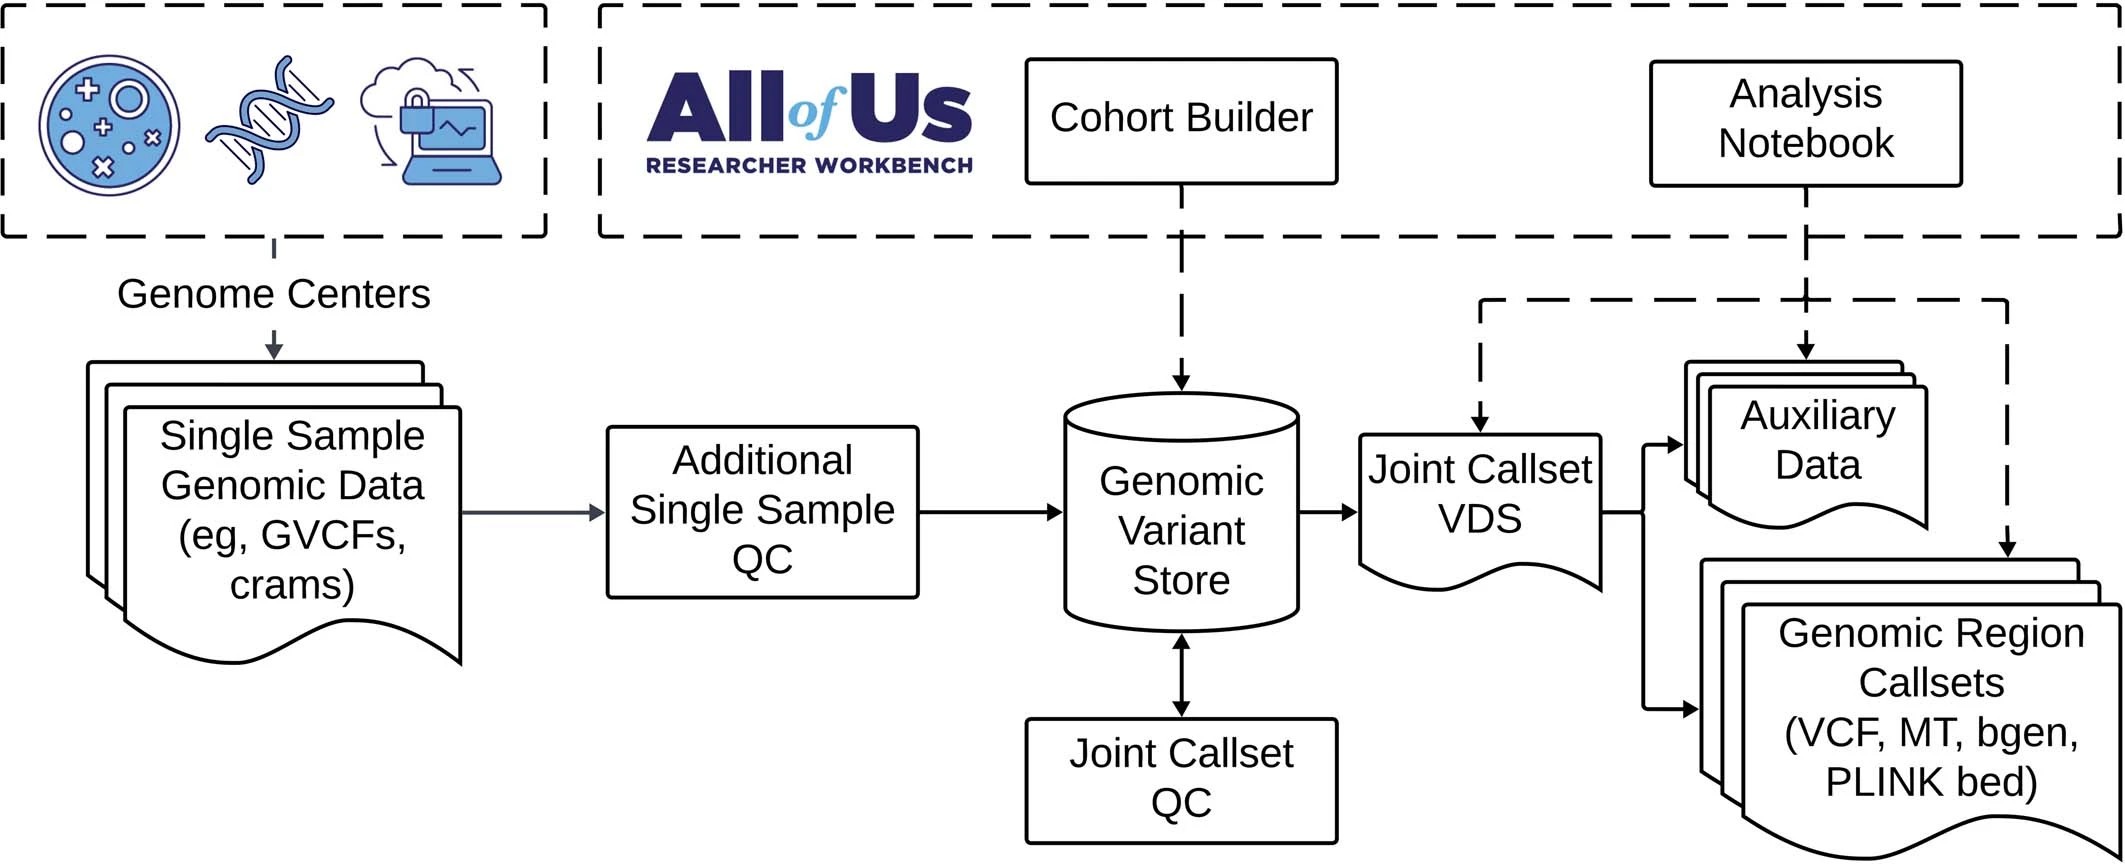 All of Us
RESEARCHER WORKBENCH
Cohort Builder
Analysis
Notebook
Genome Centers
Single Sample
Genomic Data
(eg, GVCFs,
crams)
Additional
Single Sample
QC
Genomic
Variant
Store
Joint Callset
VDS
Auxiliary
Data
Genomic Region
Callsets
(VCF, MT, bgen,
PLINK bed)
Joint Callset
QC